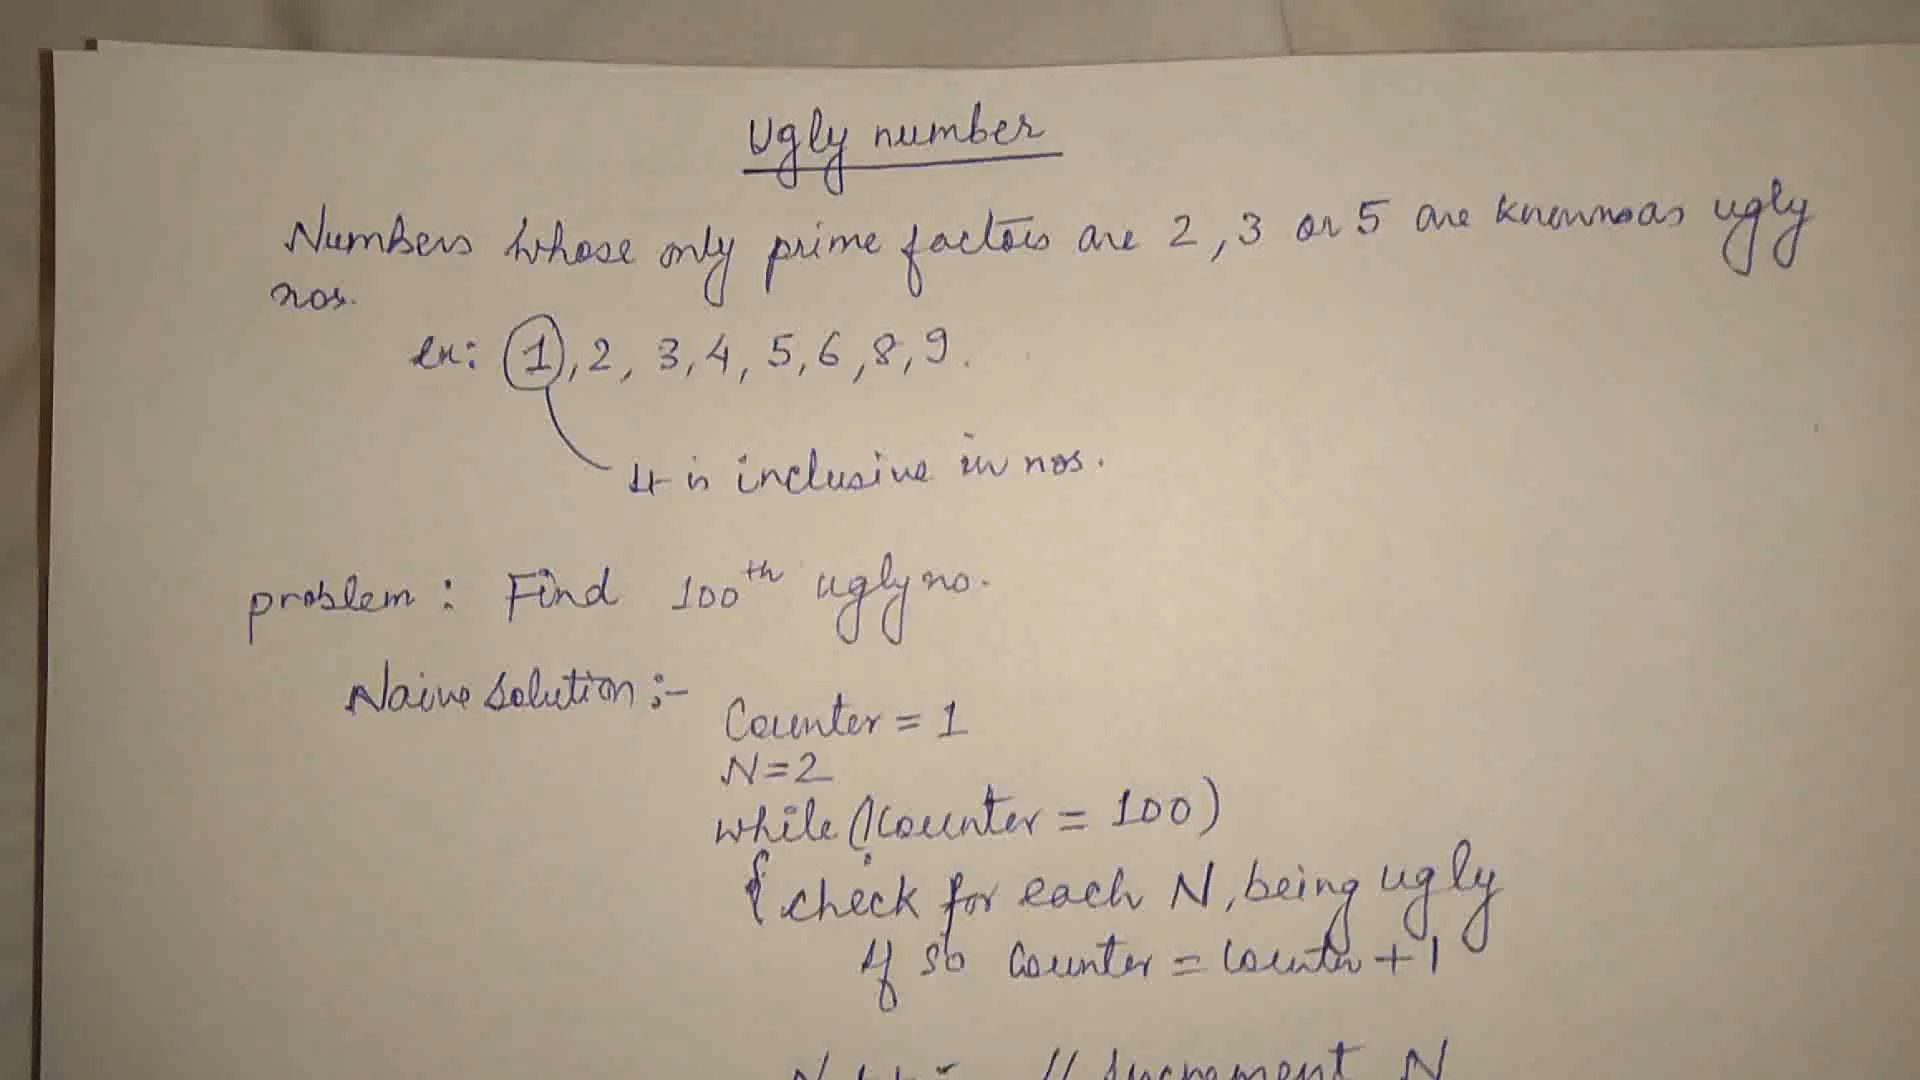 Ugly number
Numbers whose only prime factors are 2, 3 or 5 are known as ugly
nos.
ex: 1, 2, 3, 4, 5, 6, 8, 9.
It is inclusive in nos.
problem: Find 100th ugly no.
Naive solution :-
Counter = 1
N=2
while (!counter = 100)
{ check for each N, being ugly
If so Counter = Counter + 1
// Increment N